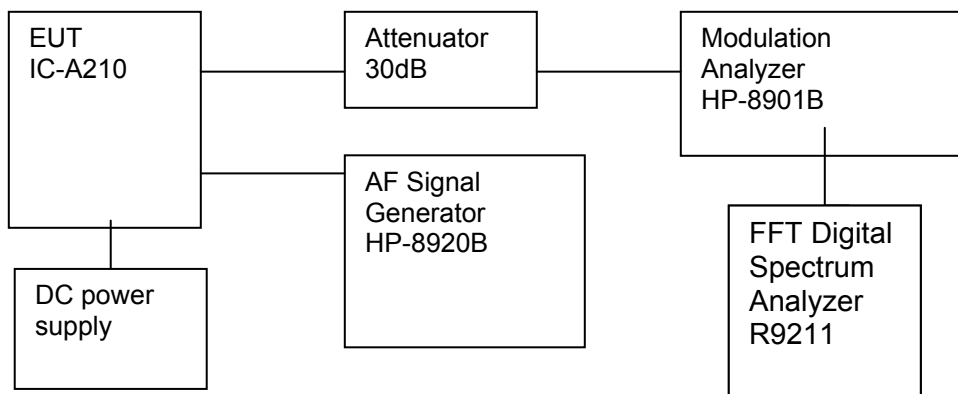 EUT
IC-A210
Attenuator
30dB
Modulation
Analyzer
HP-8901B
AF Signal
Generator
HP-8920B
FFT Digital
Spectrum
Analyzer
R9211
DC power
supply